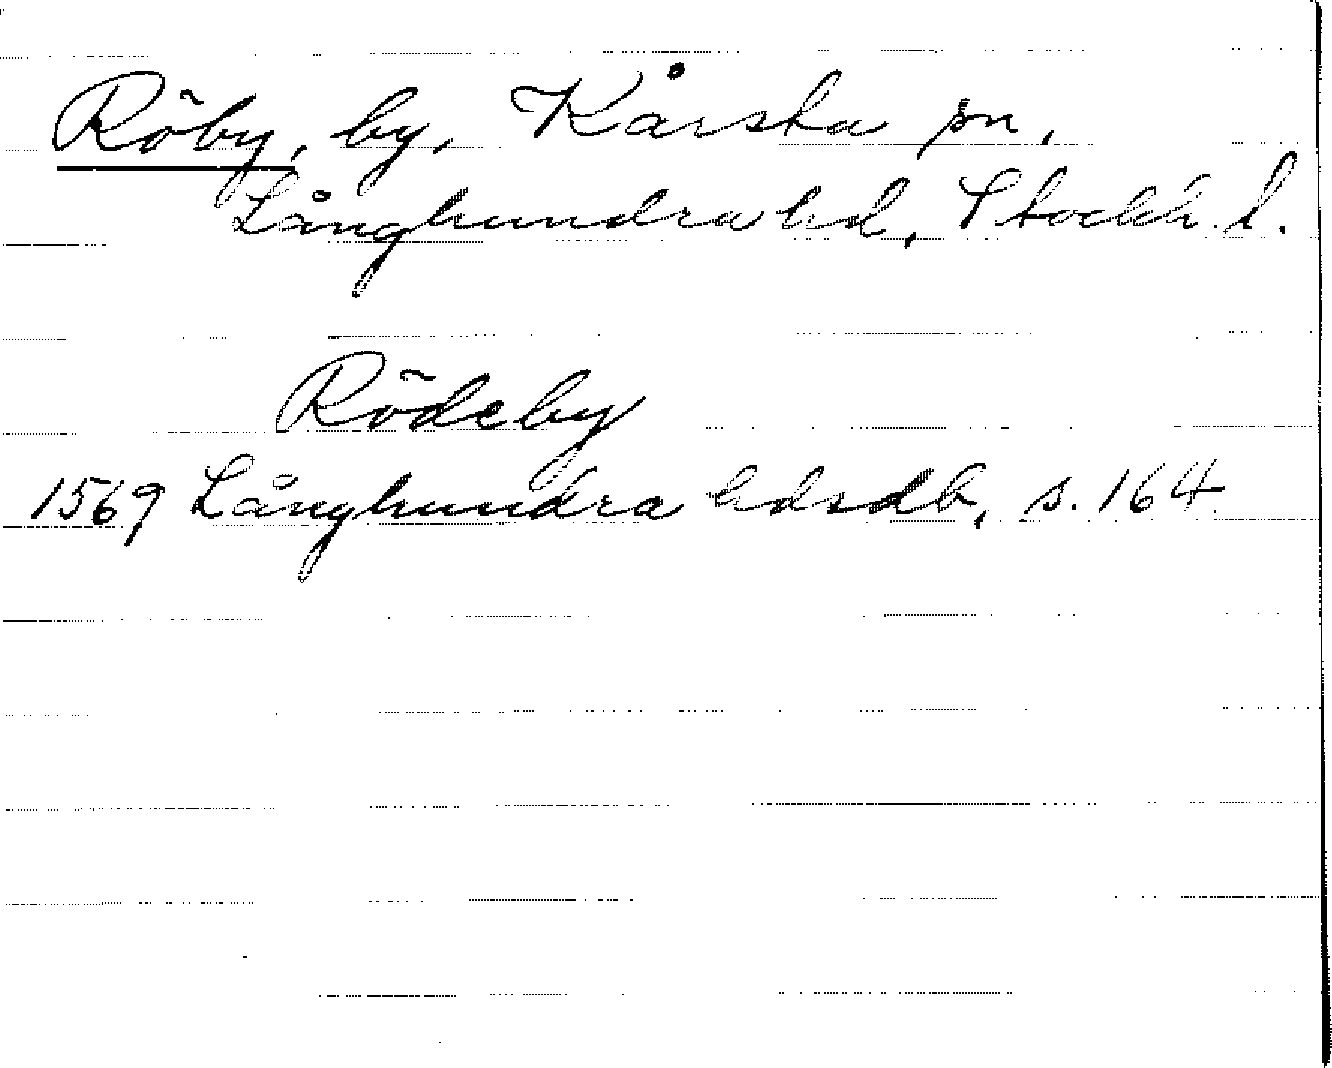 Röby, by, Kårsta sn,
Långhundra hd, Stockh. l.
Rödeby
1569 Långhundra hdsdb, s. 164